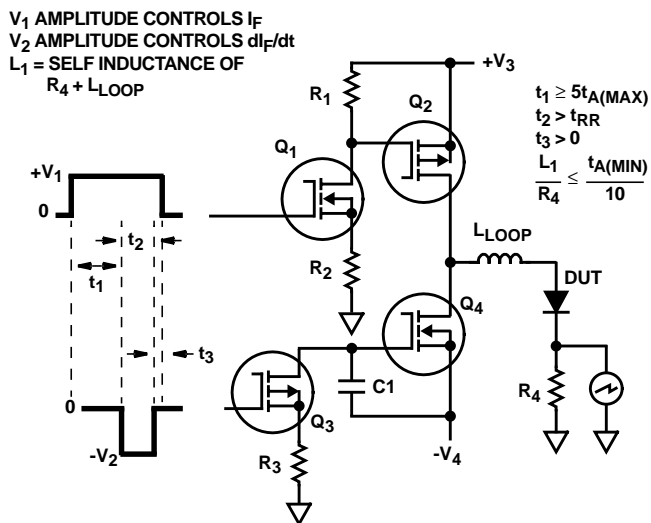 V1 AMPLITUDE CONTROLS IF
V2 AMPLITUDE CONTROLS dIF/dt
L1 = SELF INDUCTANCE OF
R4 + LLOOP
+V3
R1
Q2
t1 ≥ 5tA(MAX)
t2 > tRR
t3 > 0
L1/R4 ≤ tA(MIN)/10
Q1
+V1
0
t2
t1
R2
LLOOP
DUT
Q4
t3
C1
R4
0
Q3
-V2
R3
-V4